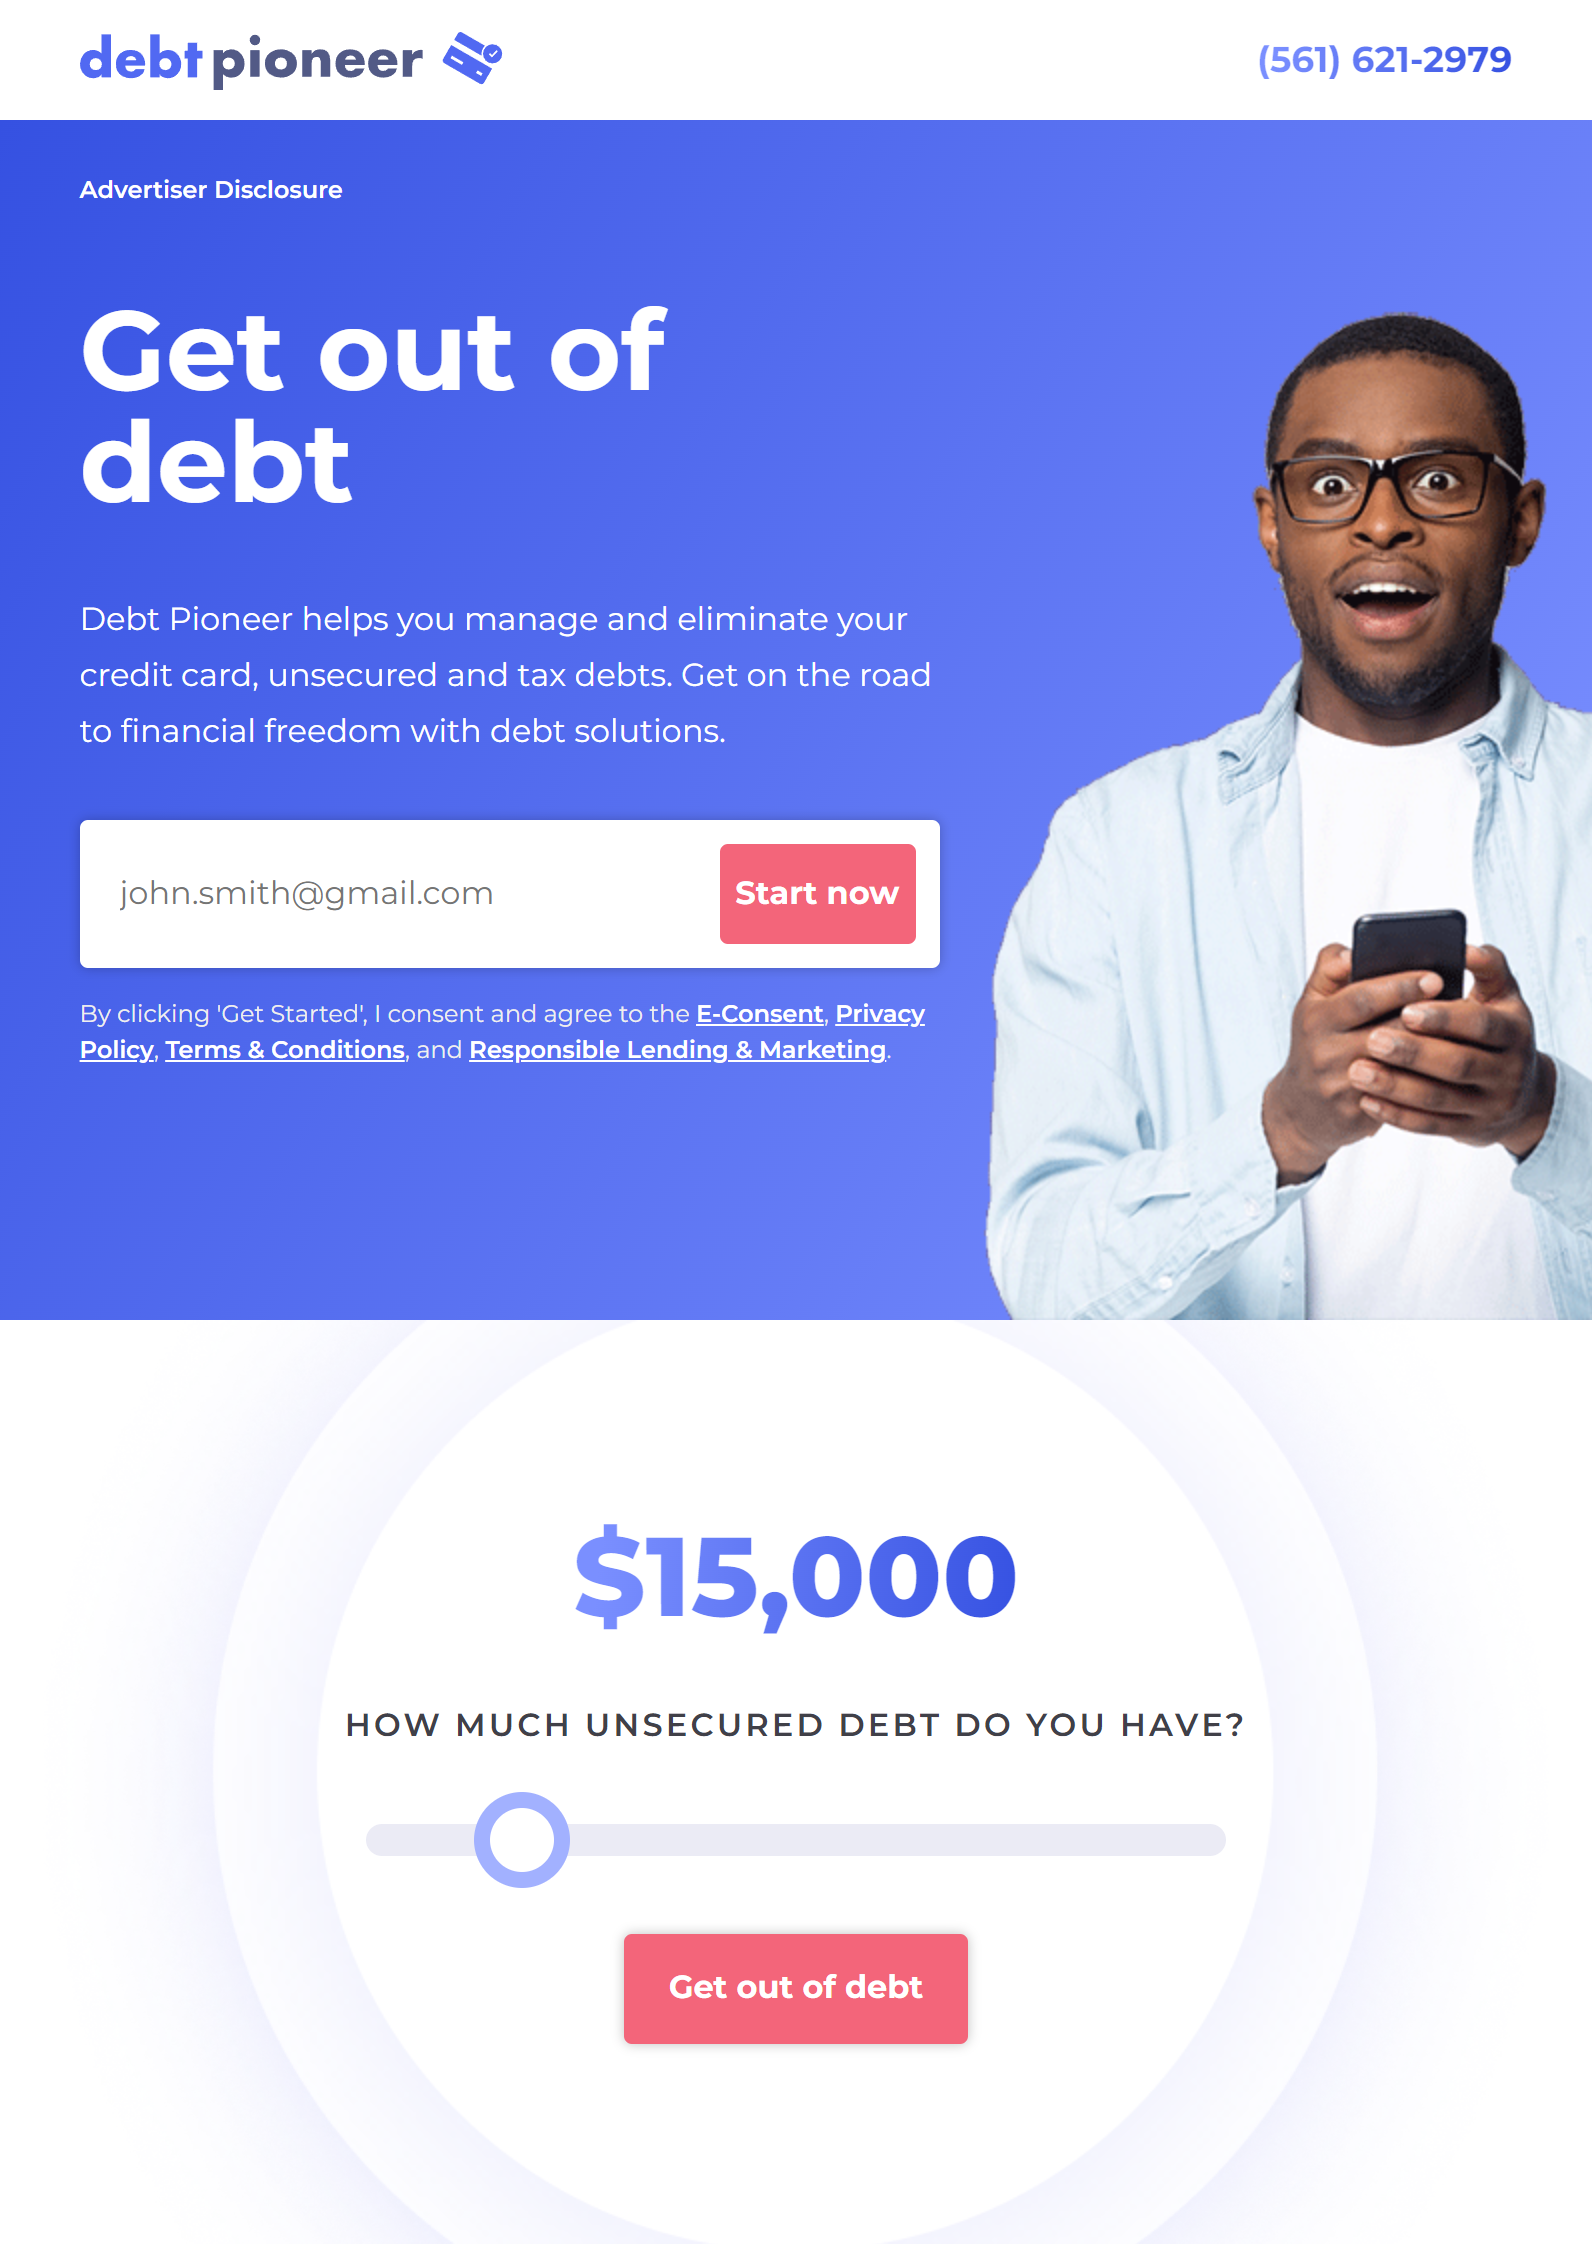 debt pioneer
(561) 621-2979
Advertiser Disclosure
Get out of
debt
Debt Pioneer helps you manage and eliminate your
credit card, unsecured and tax debts. Get on the road
to financial freedom with debt solutions.
john.smith@gmail.com
Start now
By clicking 'Get Started', I consent and agree to the E-Consent, Privacy
Policy, Terms & Conditions, and Responsible Lending & Marketing.
$15,000
HOW MUCH UNSECURED DEBT DO YOU HAVE?
Get out of debt